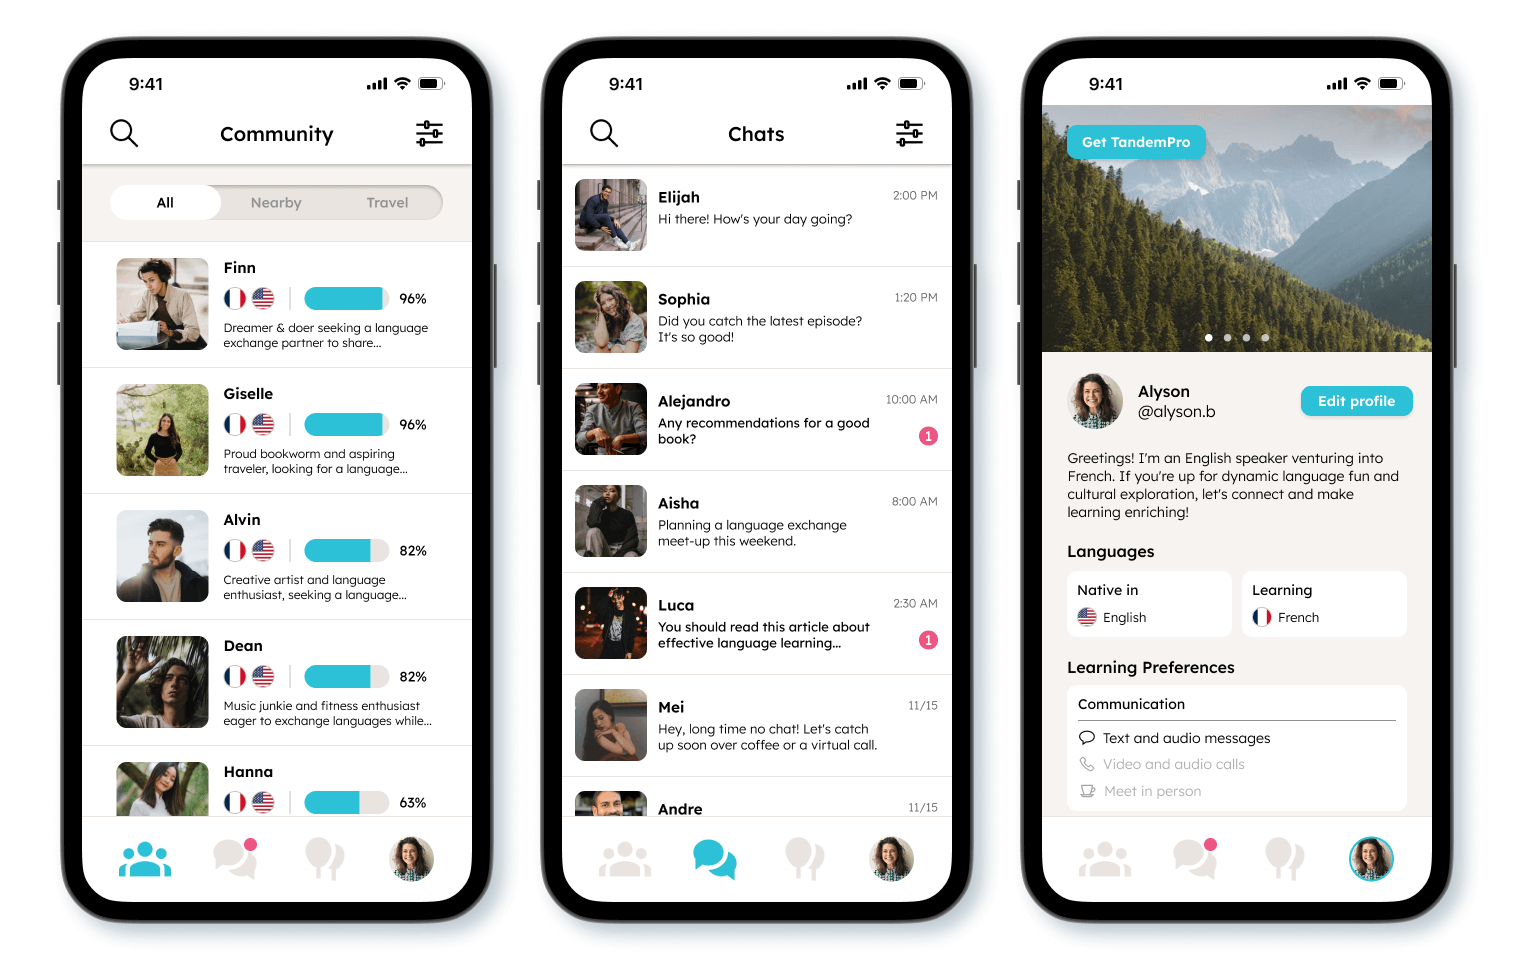 9:41
Community
All
Nearby
Travel
Finn
96%
Dreamer & doer seeking a language
exchange partner to share...
Giselle
96%
Proud bookworm and aspiring
traveler, looking for a language...
Alvin
82%
Creative artist and language
enthusiast, seeking a language...
Dean
82%
Music junkie and fitness enthusiast
eager to exchange languages while...
Hanna
63%
9:41
Chats
Elijah
2:00 PM
Hi there! How's your day going?
Sophia
1:20 PM
Did you catch the latest episode?
It's so good!
Alejandro
10:00 AM
Any recommendations for a good
book?
1
Aisha
8:00 AM
Planning a language exchange
meet-up this weekend.
Luca
2:30 AM
You should read this article about
effective language learning...
1
Mei
11/15
Hey, long time no chat! Let's catch
up soon over coffee or a virtual call.
Andre
11/15
9:41
Get TandemPro
Alyson
@alyson.b
Edit profile
Greetings! I'm an English speaker venturing into
French. If you're up for dynamic language fun and
cultural exploration, let's connect and make
learning enriching!
Languages
Native in
English
Learning
French
Learning Preferences
Communication
Text and audio messages
Video and audio calls
Meet in person